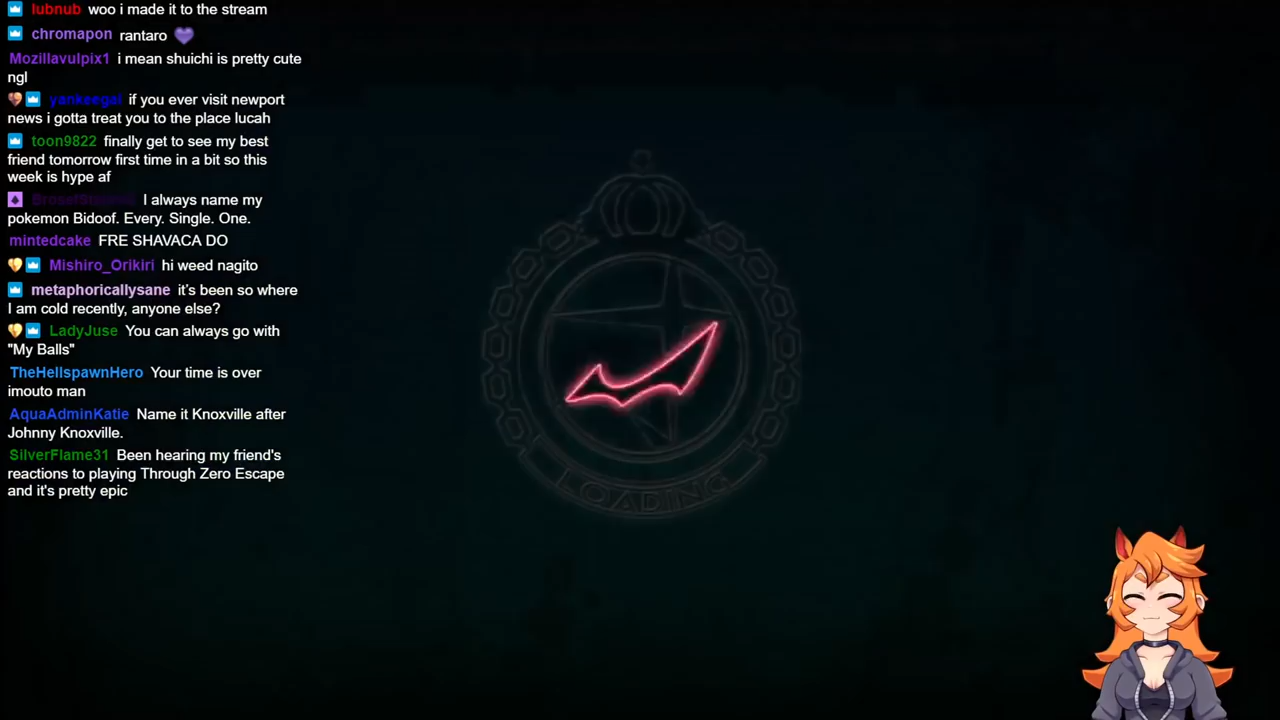 lubnub woo i made it to the stream
chromapon rantaro 💜
Mozillavulpix1 i mean shuichi is pretty cute
ngl
yankeegal if you ever visit newport
news i gotta treat you to the place lucah
toon9822 finally get to see my best
friend tomorrow first time in a bit so this
week is hype af
I always name my
pokemon Bidoof. Every. Single. One.
mintedcake FRE SHAVACA DO
Mishiro_Orikiri hi weed nagito
metaphoricallysane it's been so where
I am cold recently, anyone else?
LadyJuse You can always go with
"My Balls"
TheHellspawnHero Your time is over
imouto man
AquaAdminKatie Name it Knoxville after
Johnny Knoxville.
SilverFlame31 Been hearing my friend's
reactions to playing Through Zero Escape
and it's pretty epic
LOADING